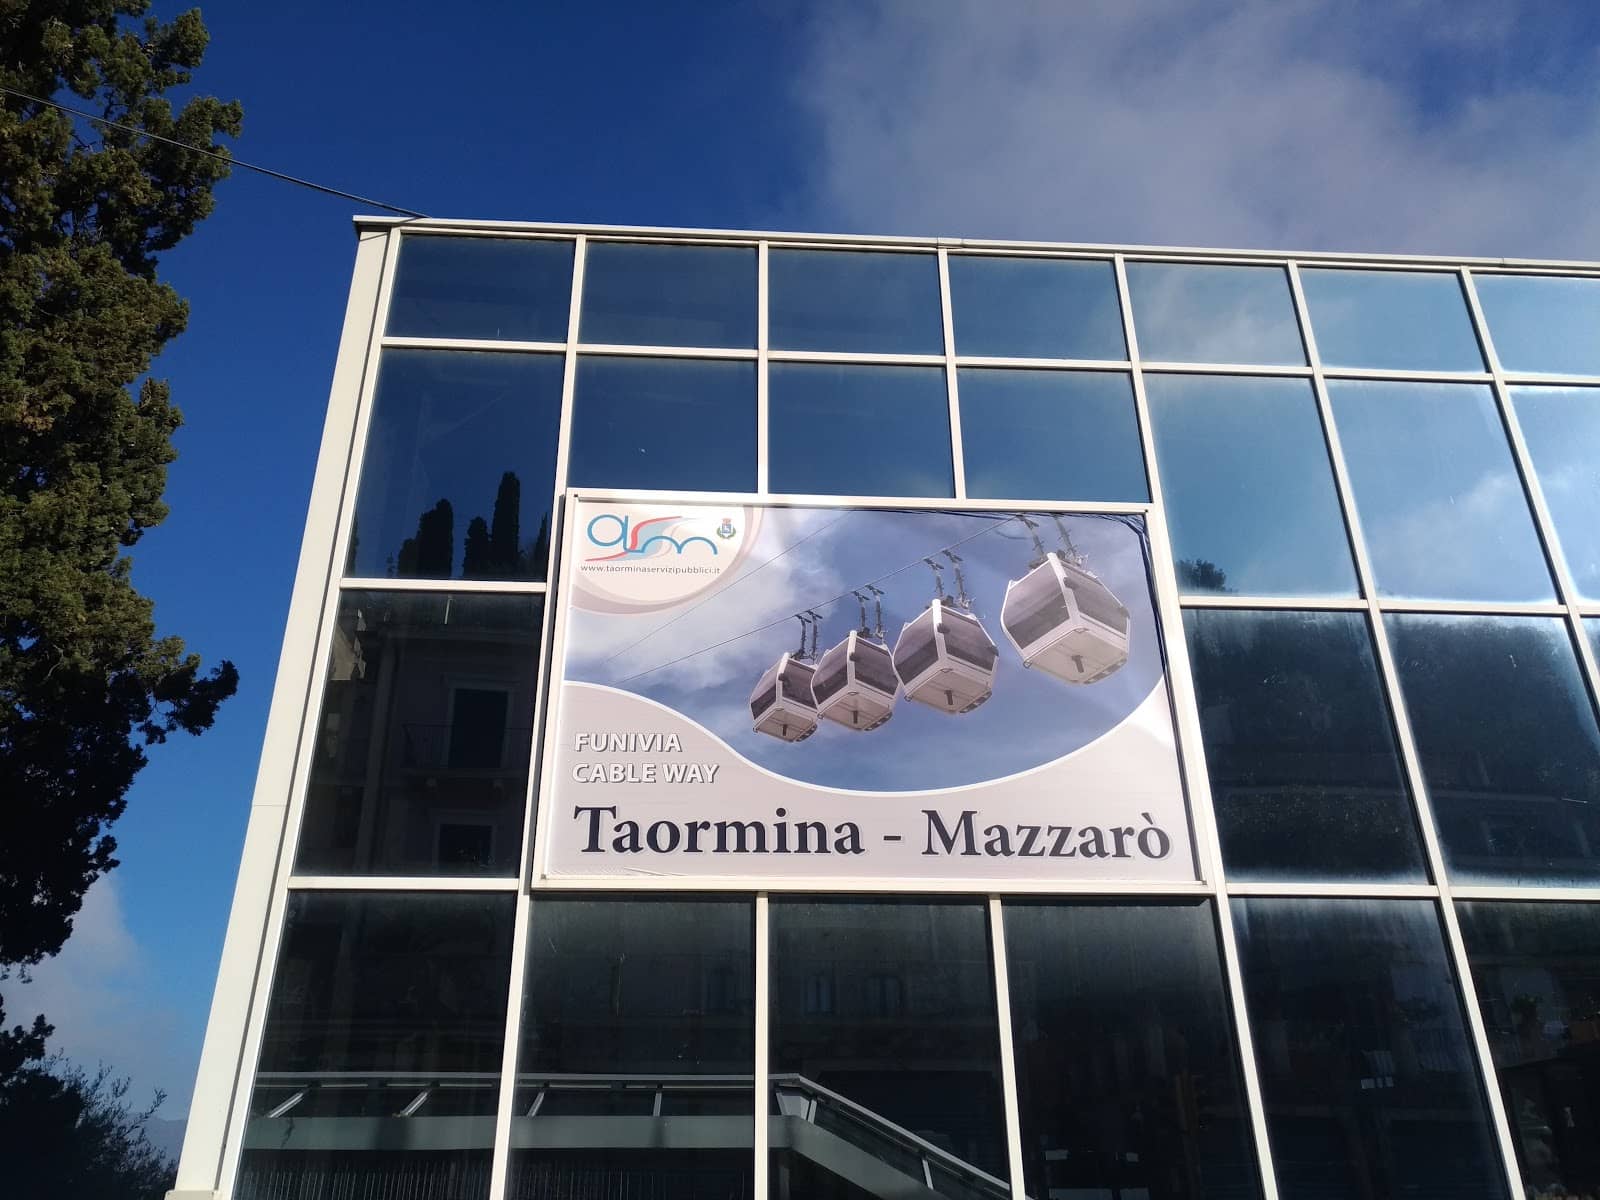 asm
www.taorminaservizipubblici.it
FUNIVIA
CABLE WAY
Taormina - Mazzarò